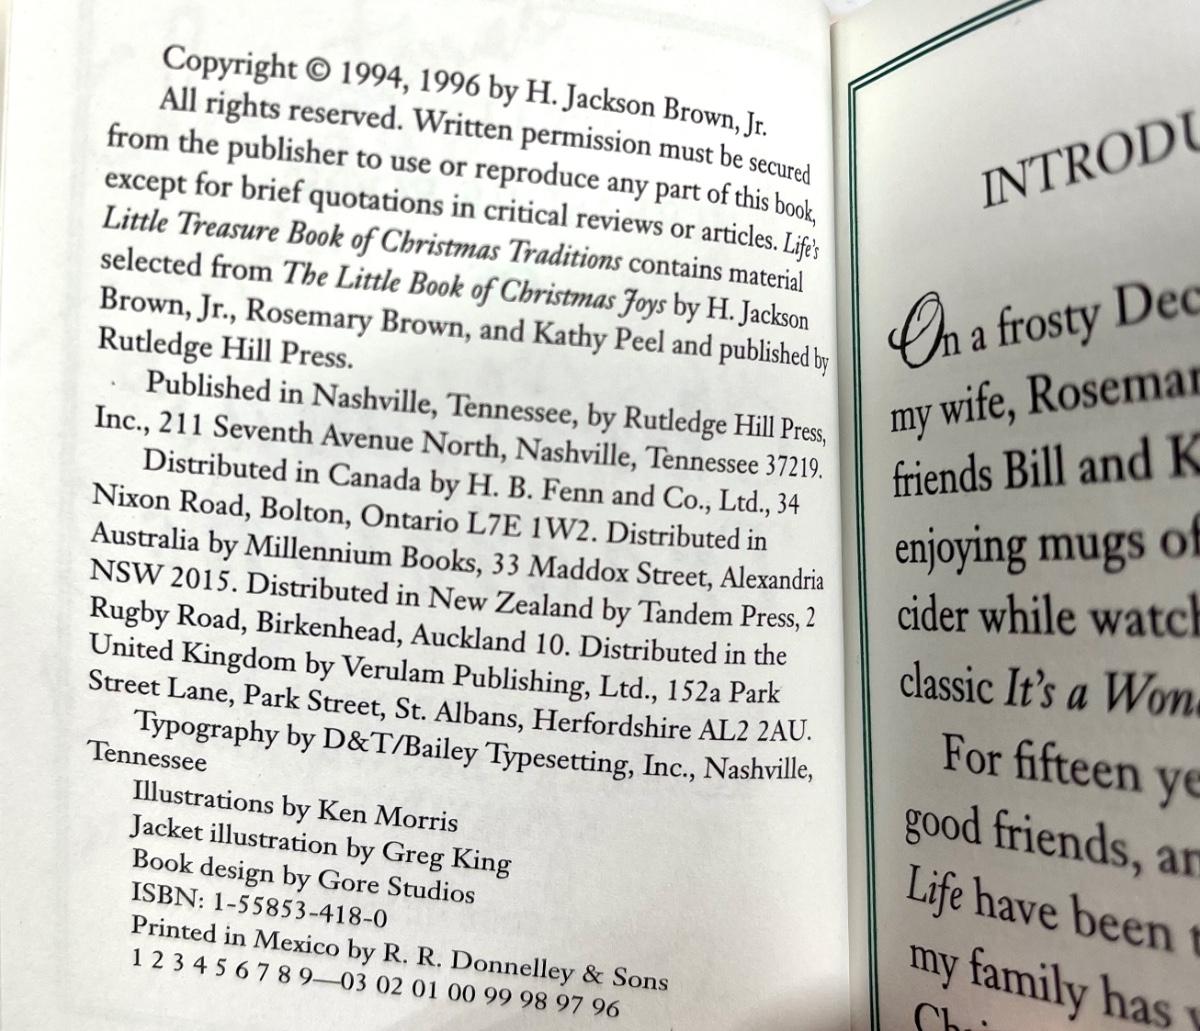 Copyright © 1994, 1996 by H. Jackson Brown, Jr.
All rights reserved. Written permission must be secured
from the publisher to use or reproduce any part of this book,
except for brief quotations in critical reviews or articles. Life's
Little Treasure Book of Christmas Traditions contains material
selected from The Little Book of Christmas Joys by H. Jackson
Brown, Jr., Rosemary Brown, and Kathy Peel and published by
Rutledge Hill Press.
Published in Nashville, Tennessee, by Rutledge Hill Press,
Inc., 211 Seventh Avenue North, Nashville, Tennessee 37219.
Distributed in Canada by H. B. Fenn and Co., Ltd., 34
Nixon Road, Bolton, Ontario L7E 1W2. Distributed in
Australia by Millennium Books, 33 Maddox Street, Alexandria
NSW 2015. Distributed in New Zealand by Tandem Press, 2
Rugby Road, Birkenhead, Auckland 10. Distributed in the
United Kingdom by Verulam Publishing, Ltd., 152a Park
Street Lane, Park Street, St. Albans, Herfordshire AL2 2AU.
Typography by D&T/Bailey Typesetting, Inc., Nashville,
Tennessee
Illustrations by Ken Morris
Jacket illustration by Greg King
Book design by Gore Studios
ISBN: 1-55853-418-0
Printed in Mexico by R. R. Donnelley & Sons
1 2 3 4 5 6 7 8 9—03 02 01 00 99 98 97 96
INTRODU
On a frosty Dec
my wife, Rosemar
friends Bill and K
enjoying mugs of
cider while watch
classic It's a Won
For fifteen ye
good friends, an
Life have been
my family has